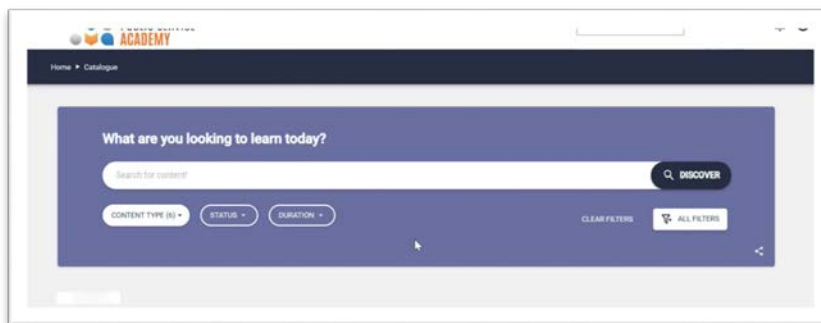 ACADEMY
Home ▸ Catalogue
What are you looking to learn today?
Search for content!
DISCOVER
CONTENT TYPE (6)
STATUS
DURATION
CLEAR FILTERS
ALL FILTERS